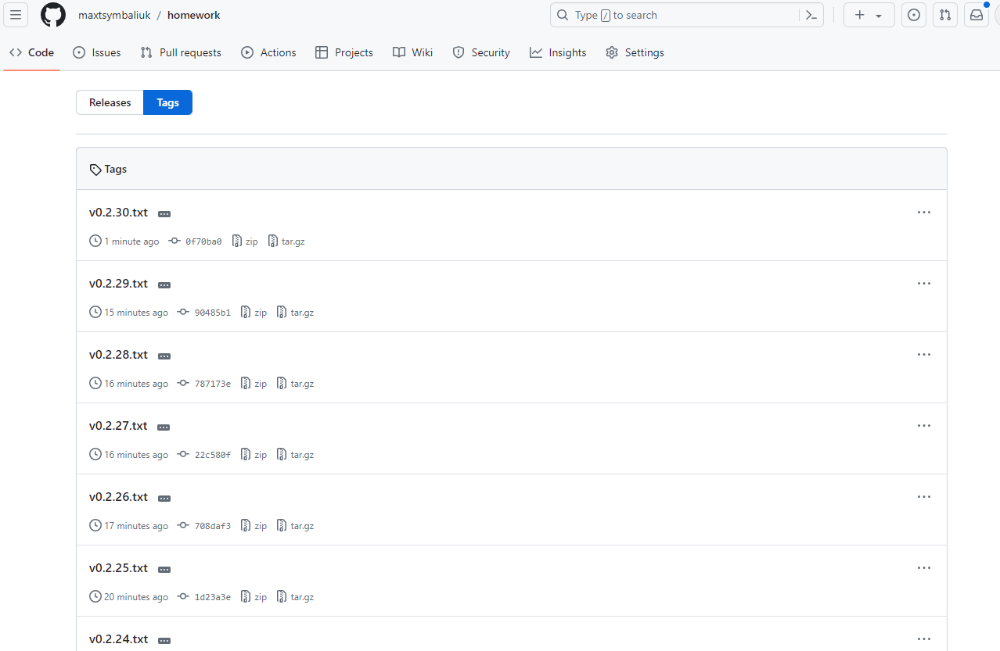 maxtsymbaliuk / homework
Type / to search
Code Issues Pull requests Actions Projects Wiki Security Insights Settings
Releases Tags
Tags
v0.2.30.txt
1 minute ago 0f70ba0 zip tar.gz
v0.2.29.txt
15 minutes ago 90485b1 zip tar.gz
v0.2.28.txt
16 minutes ago 787173e zip tar.gz
v0.2.27.txt
16 minutes ago 22c580f zip tar.gz
v0.2.26.txt
17 minutes ago 708daf3 zip tar.gz
v0.2.25.txt
20 minutes ago 1d23a3e zip tar.gz
v0.2.24.txt